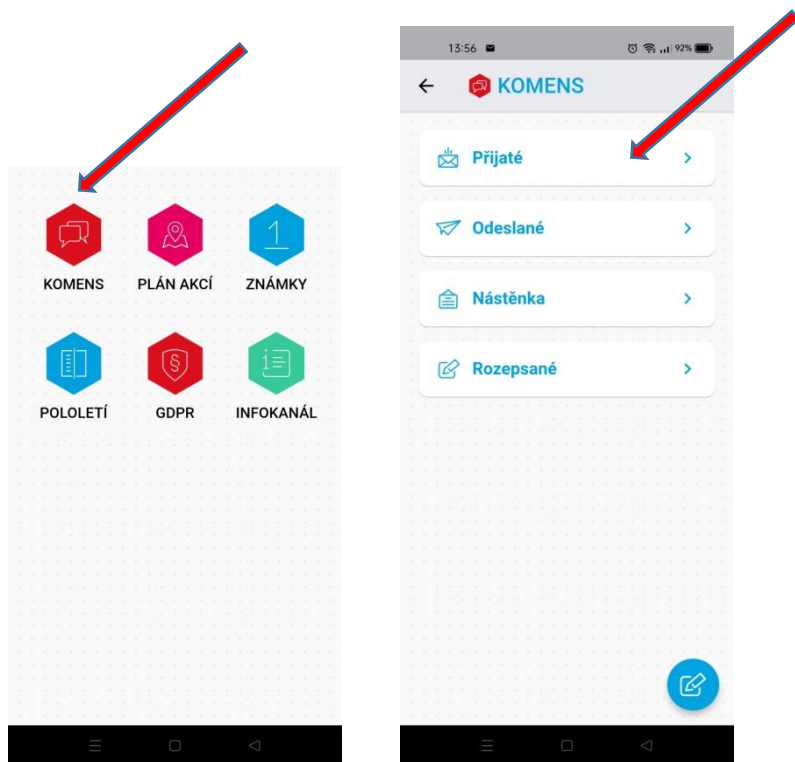 KOMENS PLÁN AKCÍ ZNÁMKY
POLOLETÍ GDPR INFOKANÁL
13:56 92%
KOMENS
Přijaté
Odeslané
Nástěnka
Rozepsané